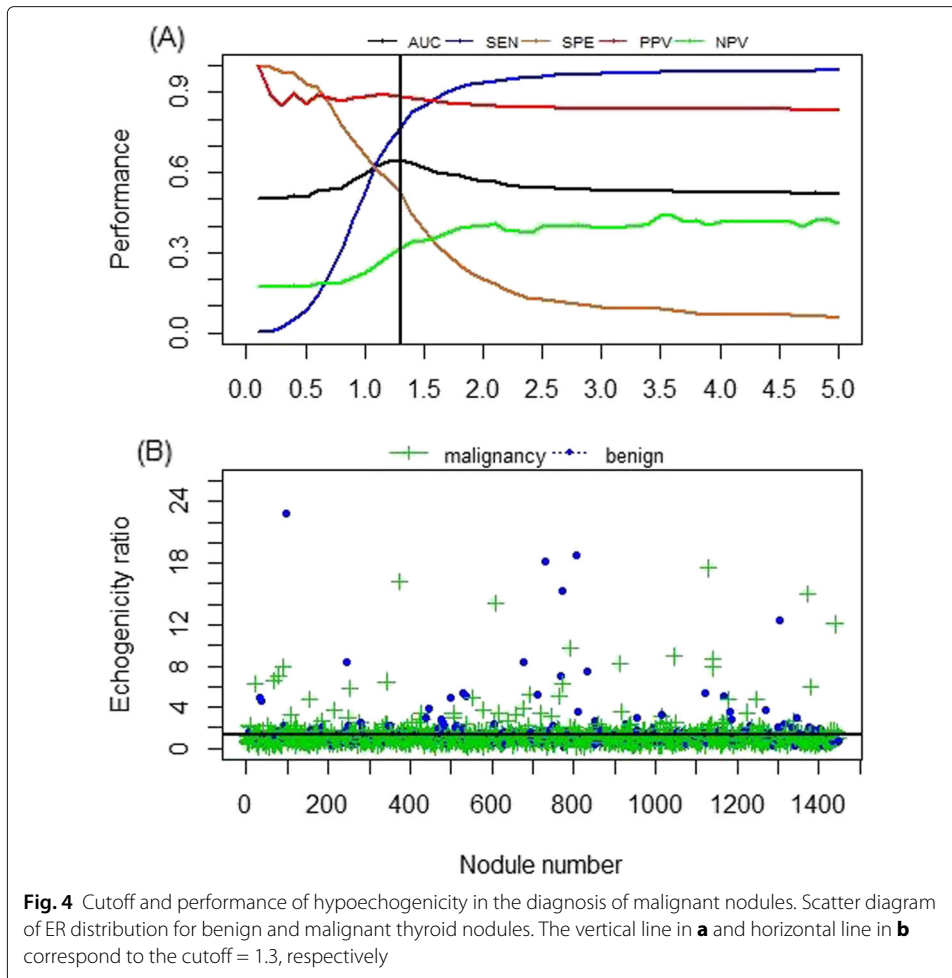 (A)
AUC SEN SPE PPV NPV
Performance
0.9
0.6
0.3
0.0
0.0 0.5 1.0 1.5 2.0 2.5 3.0 3.5 4.0 4.5 5.0
(B)
malignancy benign
Echogenicity ratio
24
18
12
8
4
0
0 200 400 600 800 1000 1200 1400
Nodule number
Fig. 4 Cutoff and performance of hypoechogenicity in the diagnosis of malignant nodules. Scatter diagram
of ER distribution for benign and malignant thyroid nodules. The vertical line in a and horizontal line in b
correspond to the cutoff = 1.3, respectively